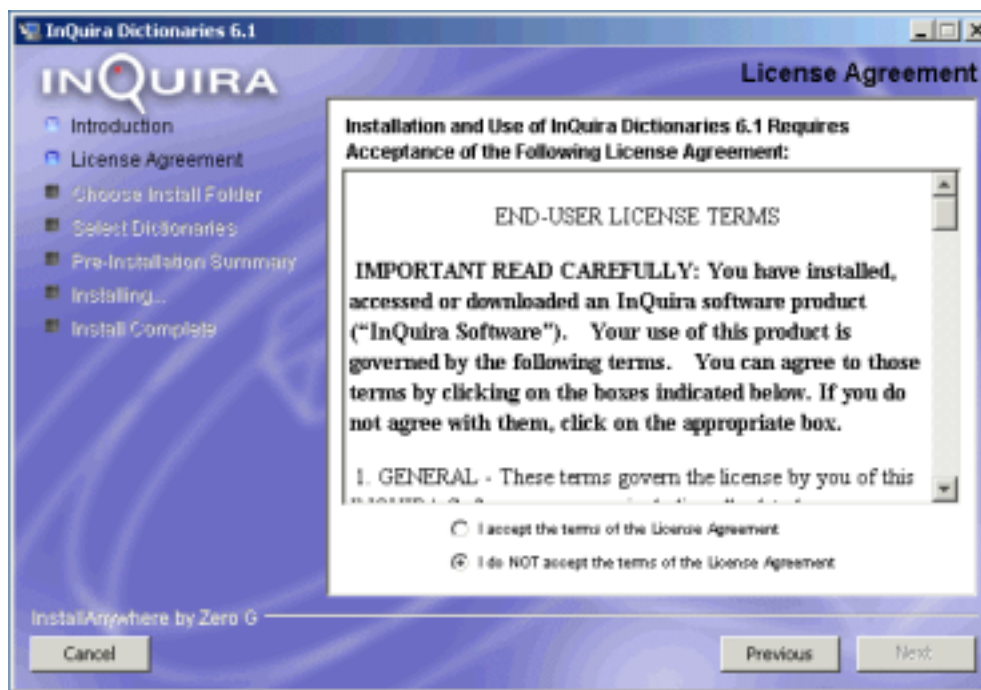 InQuira Dictionaries 6.1
INQUIRA
License Agreement
Introduction
License Agreement
Choose Install Folder
Select Dictionaries
Pre-Installation Summary
Installing...
Install Complete
Installation and Use of InQuira Dictionaries 6.1 Requires
Acceptance of the Following License Agreement:
END-USER LICENSE TERMS
IMPORTANT READ CAREFULLY: You have installed,
accessed or downloaded an InQuira software product
(“InQuira Software”). Your use of this product is
governed by the following terms. You can agree to those
terms by clicking on the boxes indicated below. If you do
not agree with them, click on the appropriate box.
1. GENERAL - These terms govern the license by you of this
I accept the terms of the License Agreement
I do NOT accept the terms of the License Agreement
InstallAnywhere by Zero G
Cancel
Previous
Next